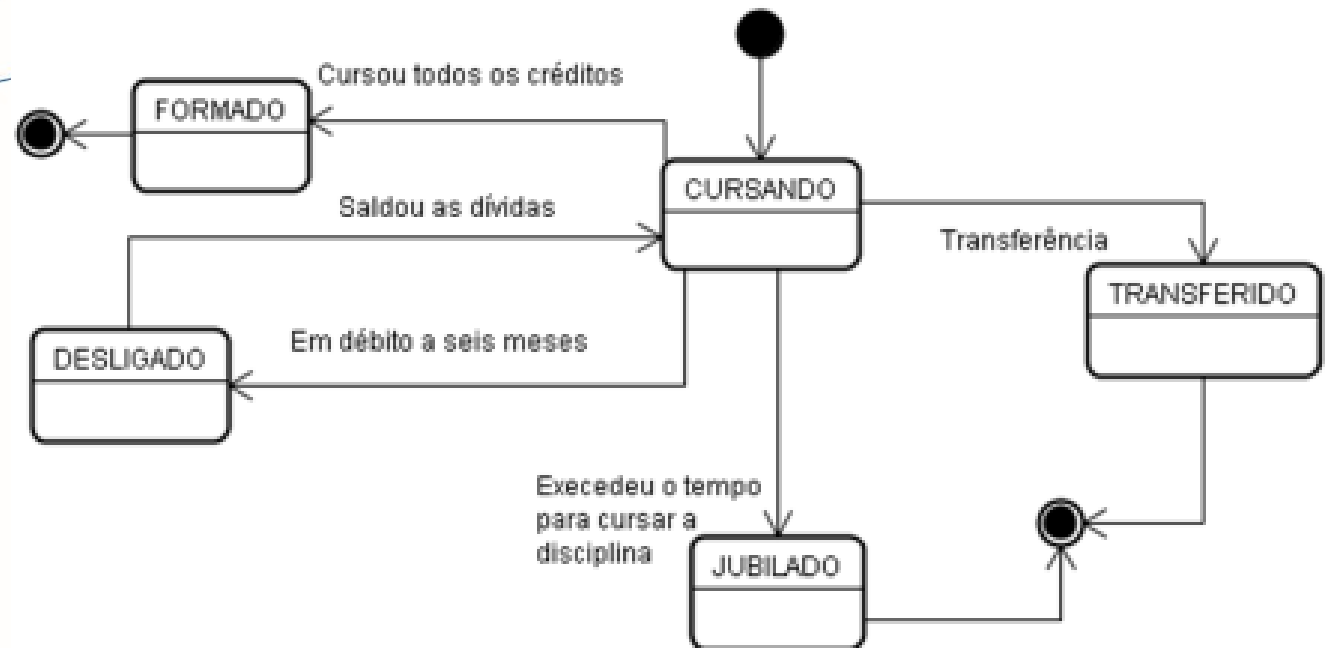 Cursou todos os créditos
FORMADO
CURSANDO
Saldou as dívidas
Transferência
TRANSFERIDO
Em débito a seis meses
DESLIGADO
Execedeu o tempo
para cursar a
disciplina
JUBILADO